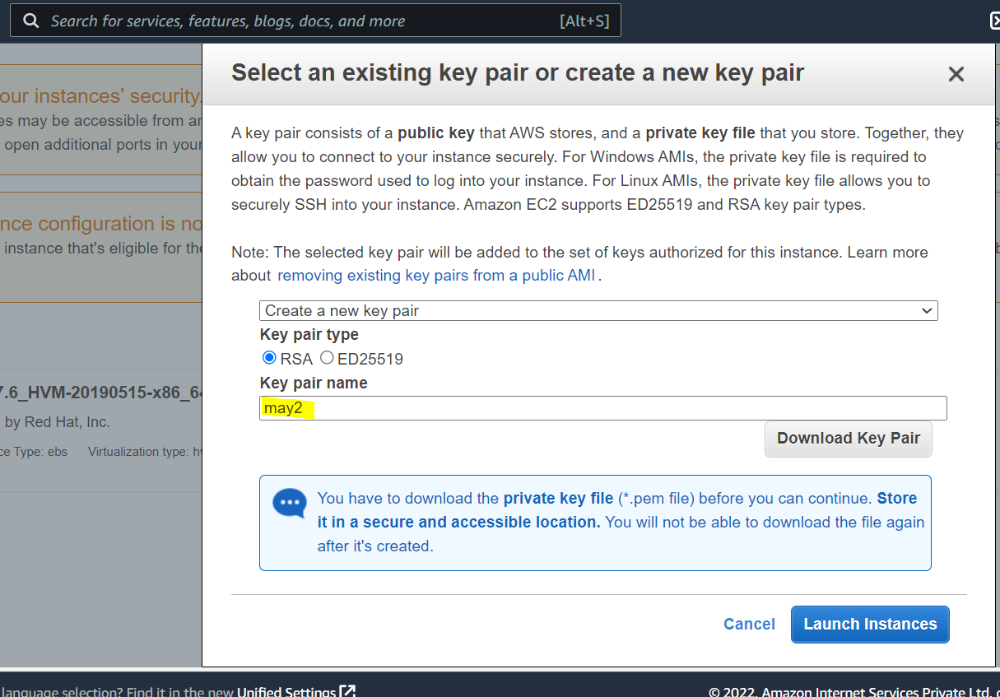 Search for services, features, blogs, docs, and more [Alt+S]
Select an existing key pair or create a new key pair
our instances' security.
es may be accessible from
open additional ports in your
nce configuration is no
instance that's eligible for the
7.6_HVM-20190515-x86_64
by Red Hat, Inc.
ce Type: ebs Virtualization type: hv
A key pair consists of a public key that AWS stores, and a private key file that you store. Together, they
allow you to connect to your instance securely. For Windows AMIs, the private key file is required to
obtain the password used to log into your instance. For Linux AMIs, the private key file allows you to
securely SSH into your instance. Amazon EC2 supports ED25519 and RSA key pair types.
Note: The selected key pair will be added to the set of keys authorized for this instance. Learn more
about removing existing key pairs from a public AMI .
Create a new key pair
Key pair type
RSA ED25519
Key pair name
may2
Download Key Pair
You have to download the private key file (*.pem file) before you can continue. Store
it in a secure and accessible location. You will not be able to download the file again
after it's created.
Cancel Launch Instances
language selection? Find it in the new Unified Settings © 2022, Amazon Internet Services Private Ltd.